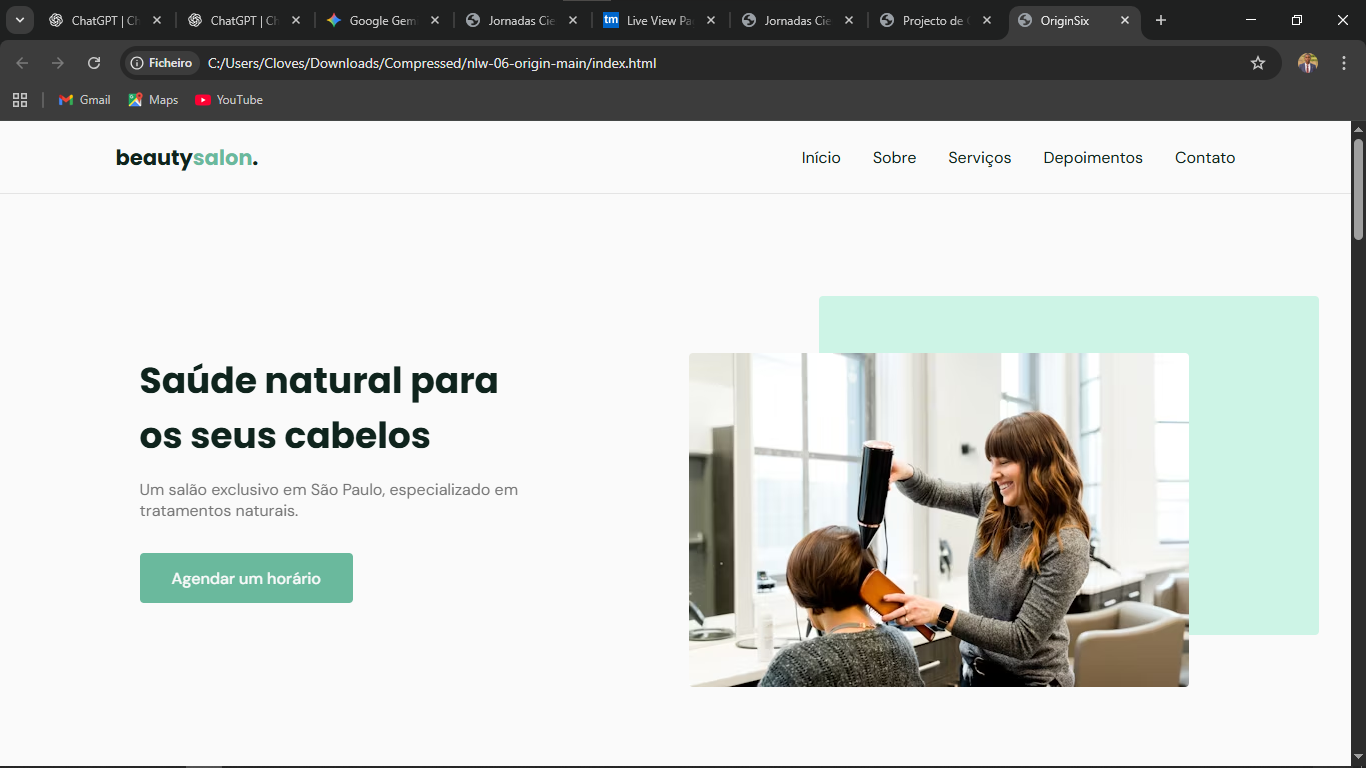 ChatGPT | Ch
ChatGPT | Ch
Google Gem
Jornadas Cie
tm Live View Pa
Jornadas Cie
Projecto de
OriginSix
Ficheiro
C:/Users/Cloves/Downloads/Compressed/nlw-06-origin-main/index.html
Gmail
Maps
YouTube
beautysalon.
Início
Sobre
Serviços
Depoimentos
Contato
Saúde natural para
os seus cabelos
Um salão exclusivo em São Paulo, especializado em
tratamentos naturais.
Agendar um horário